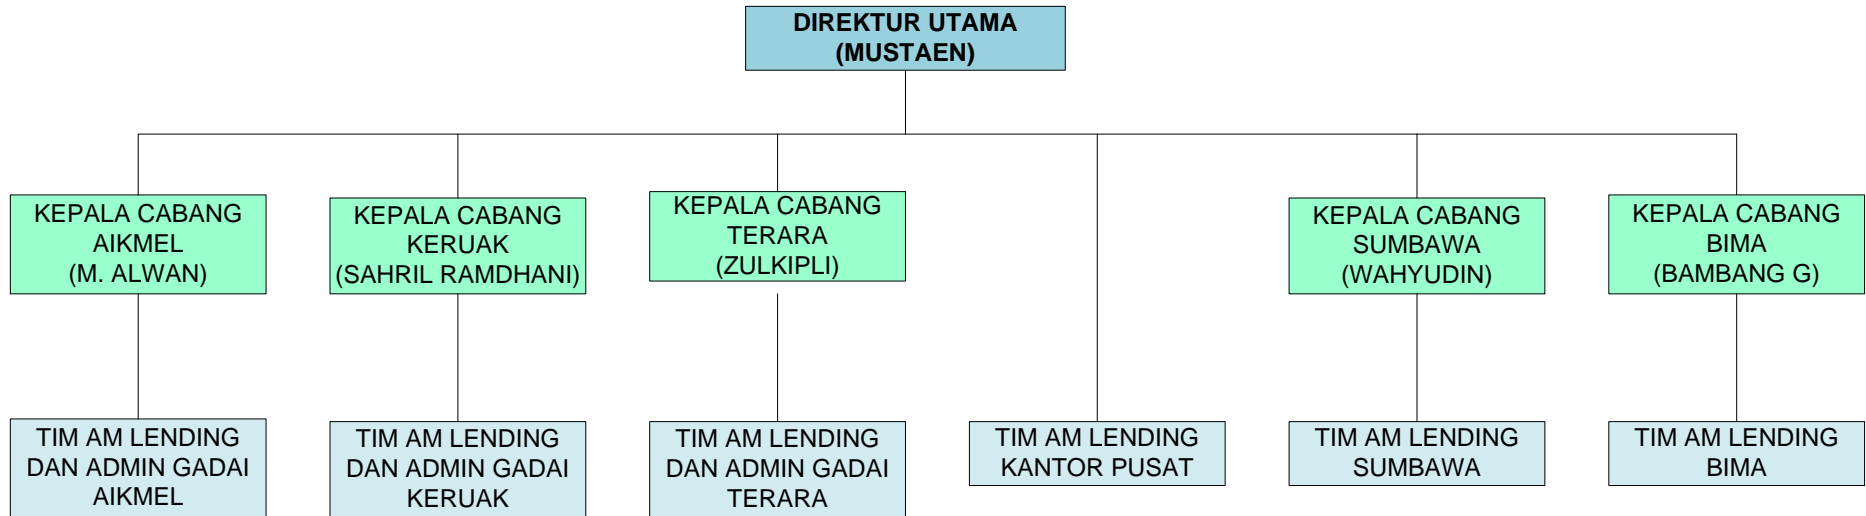 DIREKTUR UTAMA
(MUSTAEN)
KEPALA CABANG
AIKMEL
(M. ALWAN)
KEPALA CABANG
KERUAK
(SAHRIL RAMDHANI)
KEPALA CABANG
TERARA
(ZULKIPLI)
KEPALA CABANG
SUMBAWA
(WAHYUDIN)
KEPALA CABANG
BIMA
(BAMBANG G)
TIM AM LENDING
DAN ADMIN GADAI
AIKMEL
TIM AM LENDING
DAN ADMIN GADAI
KERUAK
TIM AM LENDING
DAN ADMIN GADAI
TERARA
TIM AM LENDING
KANTOR PUSAT
TIM AM LENDING
SUMBAWA
TIM AM LENDING
BIMA